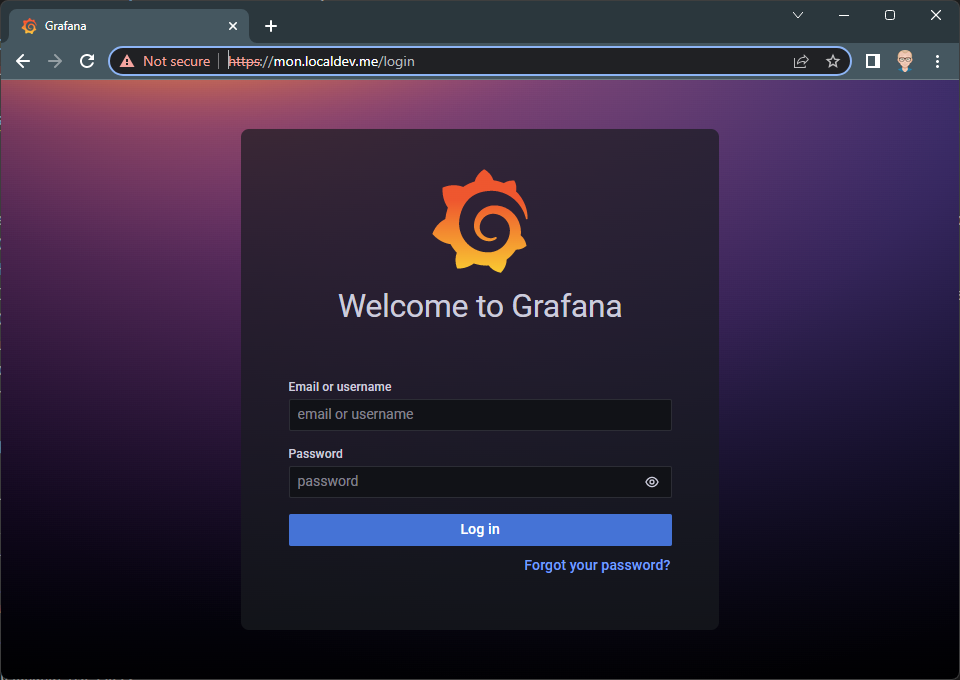 Grafana
Not secure https://mon.localdev.me/login
Welcome to Grafana
Email or username
email or username
Password
password
Log in
Forgot your password?